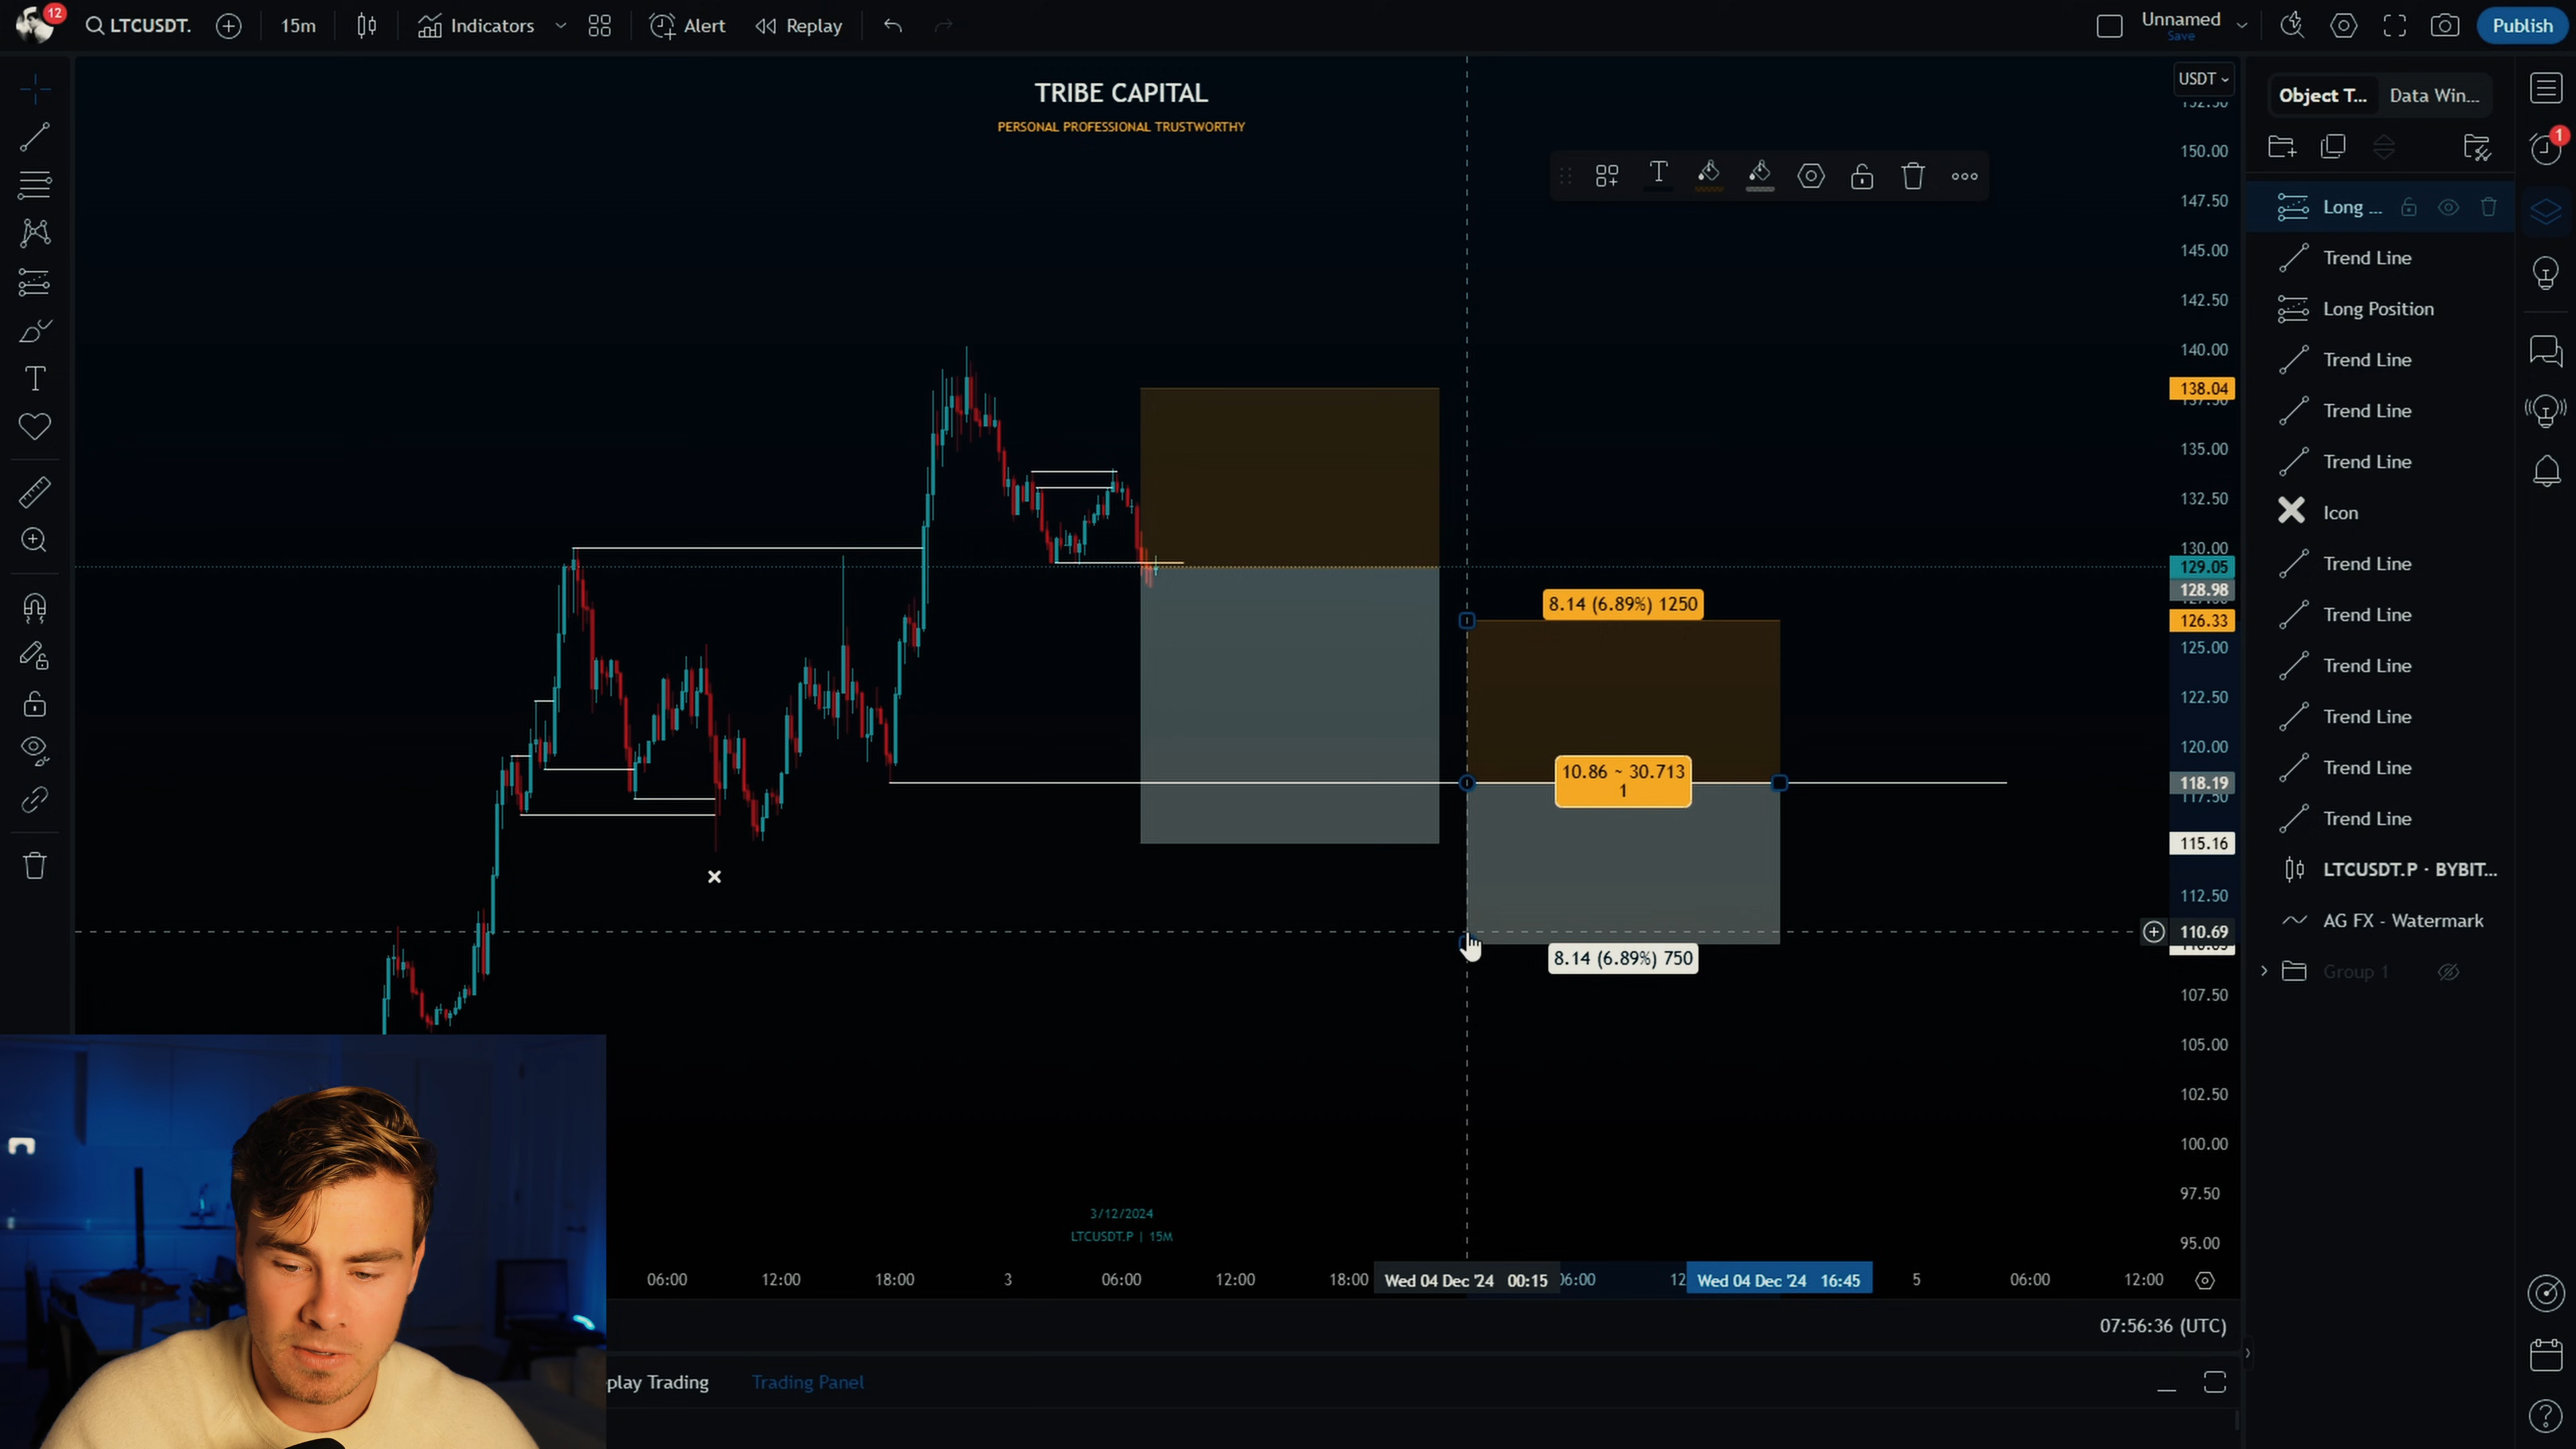 12
LTCUSDT.
15m
Indicators
Alert
Replay
Unnamed
Save
Publish
TRIBE CAPITAL
PERSONAL PROFESSIONAL TRUSTWORTHY
USDT
150.00
147.50
145.00
142.50
140.00
138.04
135.00
132.50
130.00
129.05
128.98
126.33
125.00
122.50
120.00
118.19
117.50
115.16
112.50
110.69
107.50
105.00
102.50
100.00
97.50
95.00
8.14 (6.89%) 1250
10.86 ~ 30.713
1
8.14 (6.89%) 750
3/12/2024
LTCUSDT.P | 15M
06:00
12:00
18:00
3
06:00
12:00
18:00
Wed 04 Dec '24 00:15
06:00
12
Wed 04 Dec '24 16:45
5
06:00
12:00
07:56:36 (UTC)
play Trading
Trading Panel
Object T...
Data Win...
1
Long ...
Trend Line
Long Position
Trend Line
Trend Line
Trend Line
Icon
Trend Line
Trend Line
Trend Line
Trend Line
Trend Line
Trend Line
LTCUSDT.P · BYBIT...
AG FX - Watermark
Group 1